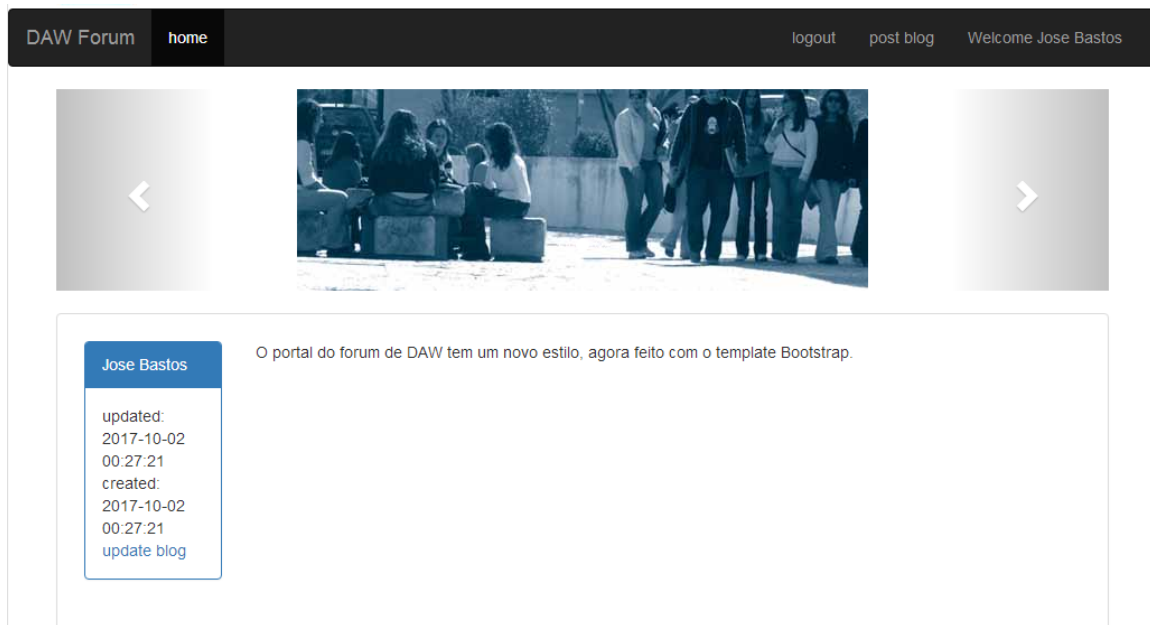 DAW Forum home logout post blog Welcome Jose Bastos
Jose Bastos
O portal do forum de DAW tem um novo estilo, agora feito com o template Bootstrap.
updated:
2017-10-02
00:27:21
created:
2017-10-02
00:27:21
update blog